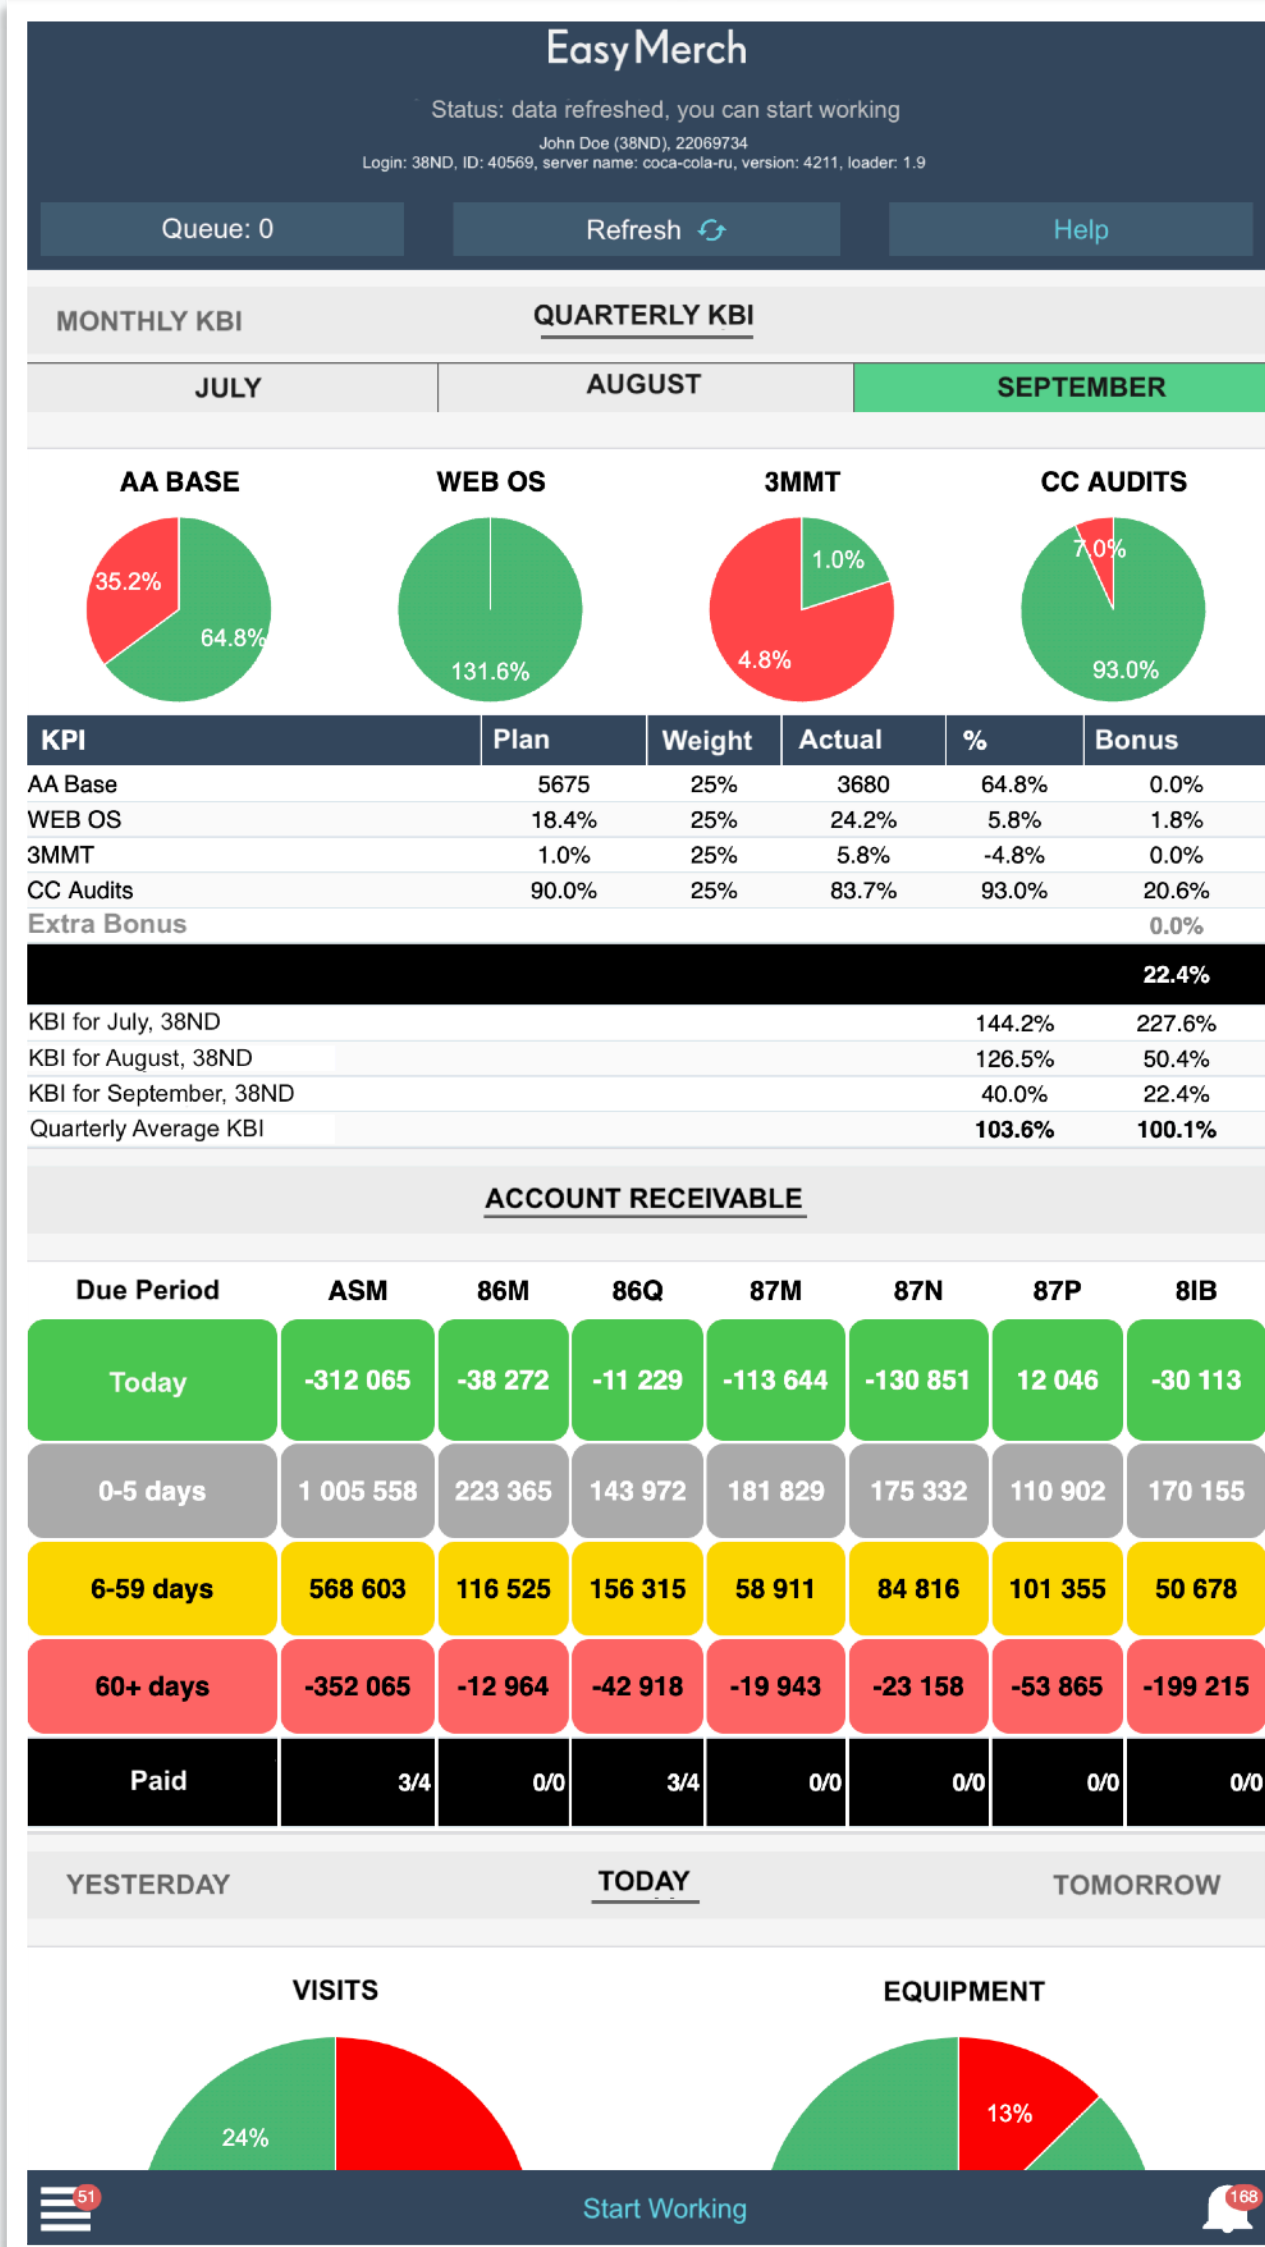 EasyMerch
Status: data refreshed, you can start working
John Doe (38ND), 22069734
Login: 38ND, ID: 40569, server name: coca-cola-ru, version: 4211, loader: 1.9
Queue: 0 Refresh Help
MONTHLY KBI QUARTERLY KBI
JULY AUGUST SEPTEMBER
AA BASE WEB OS 3MMT CC AUDITS
35.2% 64.8% 131.6% 1.0% 4.8% 7.0% 93.0%
KPI Plan Weight Actual % Bonus
AA Base 5675 25% 3680 64.8% 0.0%
WEB OS 18.4% 25% 24.2% 5.8% 1.8%
3MMT 1.0% 25% 5.8% -4.8% 0.0%
CC Audits 90.0% 25% 83.7% 93.0% 20.6%
Extra Bonus 0.0%
22.4%
KBI for July, 38ND 144.2% 227.6%
KBI for August, 38ND 126.5% 50.4%
KBI for September, 38ND 40.0% 22.4%
Quarterly Average KBI 103.6% 100.1%
ACCOUNT RECEIVABLE
Due Period ASM 86M 86Q 87M 87N 87P 8IB
Today -312 065 -38 272 -11 229 -113 644 -130 851 12 046 -30 113
0-5 days 1 005 558 223 365 143 972 181 829 175 332 110 902 170 155
6-59 days 568 603 116 525 156 315 58 911 84 816 101 355 50 678
60+ days -352 065 -12 964 -42 918 -19 943 -23 158 -53 865 -199 215
Paid 3/4 0/0 3/4 0/0 0/0 0/0 0/0
YESTERDAY TODAY TOMORROW
VISITS EQUIPMENT
24% 13%
51 Start Working 168